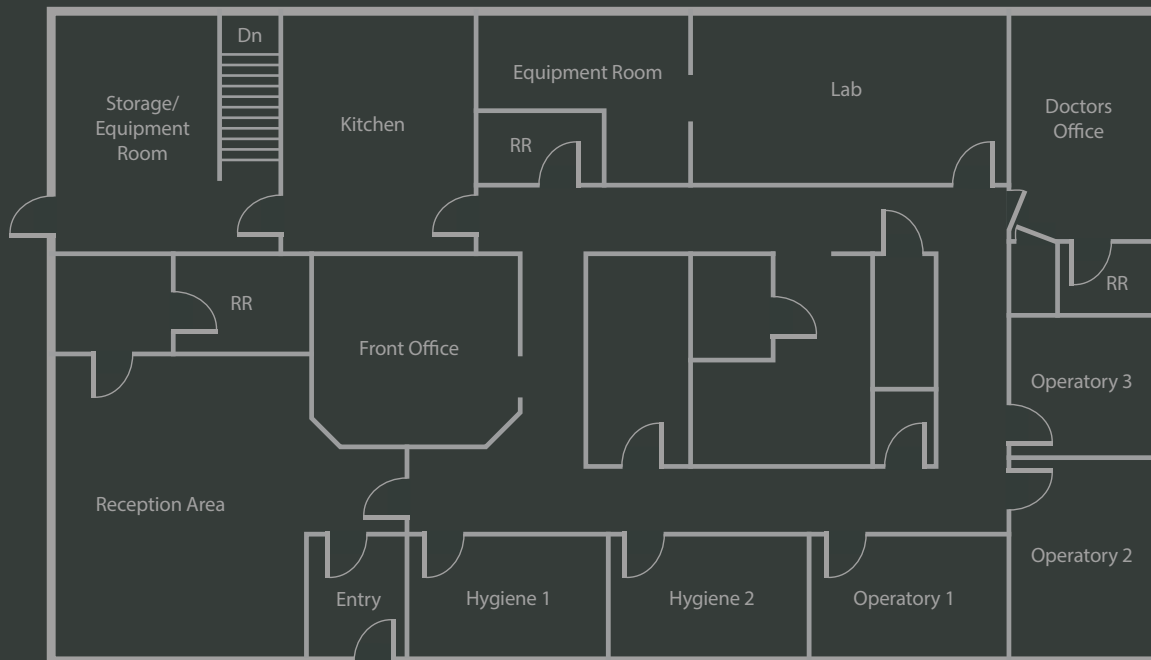 Dn
Storage/
Equipment
Room
Kitchen
Equipment Room
RR
Lab
Doctors
Office
RR
Front Office
RR
Operatory 3
Reception Area
Operatory 2
Entry
Hygiene 1
Hygiene 2
Operatory 1